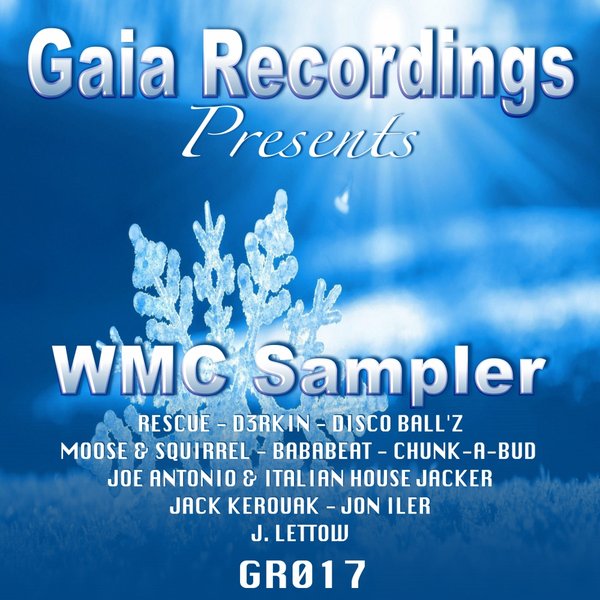 Gaia Recordings
Presents
WMC Sampler
RESCUE - D3RKIN - DISCO BALL'Z
MOOSE & SQUIRREL - BABABEAT - CHUNK-A-BUD
JOE ANTONIO & ITALIAN HOUSE JACKER
JACK KEROUAK - JON ILER
J. LETTOW
GR017